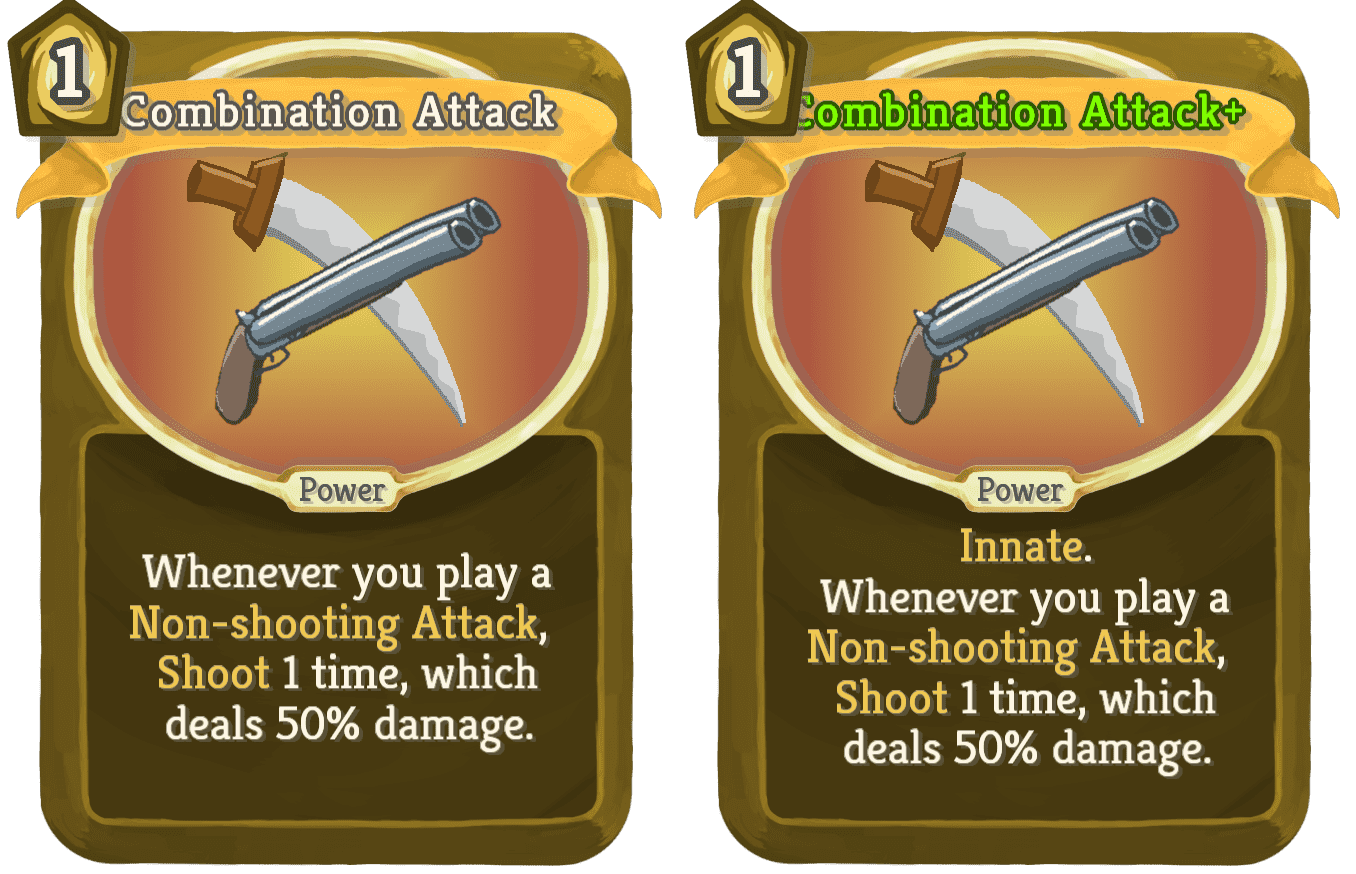 1
Combination Attack
Power
Whenever you play a
Non-shooting Attack,
Shoot 1 time, which
deals 50% damage.
1
Combination Attack+
Power
Innate.
Whenever you play a
Non-shooting Attack,
Shoot 1 time, which
deals 50% damage.